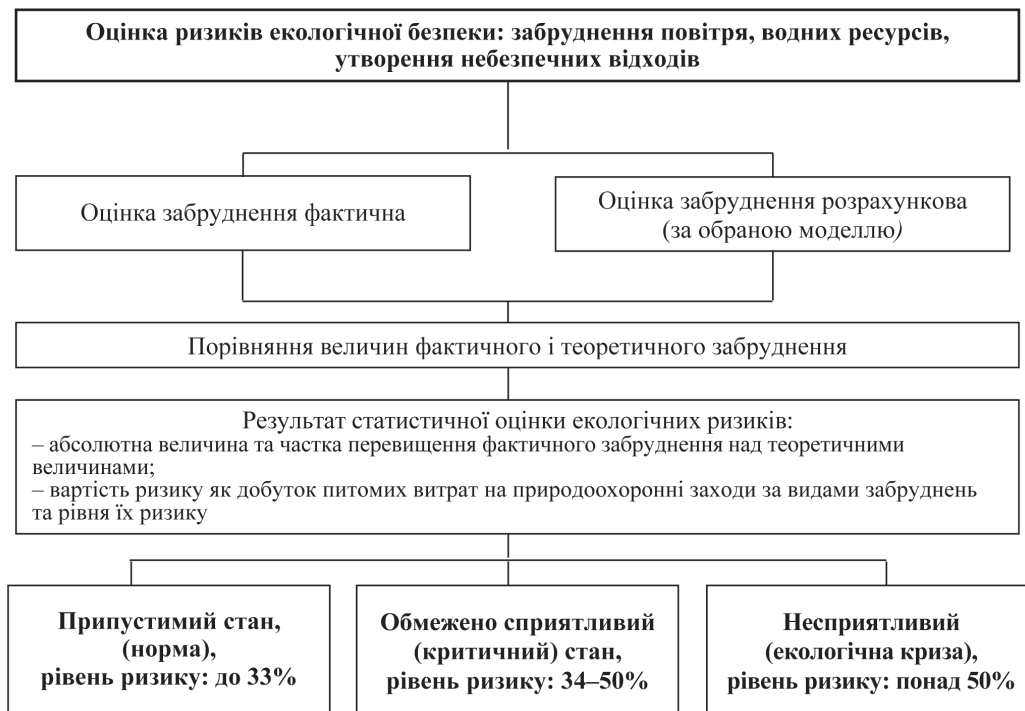 Оцінка ризиків екологічної безпеки: забруднення повітря, водних ресурсів,
утворення небезпечних відходів
Оцінка забруднення фактична
Оцінка забруднення розрахункова
(за обраною моделлю)
Порівняння величин фактичного і теоретичного забруднення
Результат статистичної оцінки екологічних ризиків:
– абсолютна величина та частка перевищення фактичного забруднення над теоретичними
величинами;
– вартість ризику як добуток питомих витрат на природоохоронні заходи за видами забруднень
та рівня їх ризику
Припустимий стан,
(норма),
рівень ризику: до 33%
Обмежено сприятливий
(критичний) стан,
рівень ризику: 34–50%
Несприятливий
(екологічна криза),
рівень ризику: понад 50%